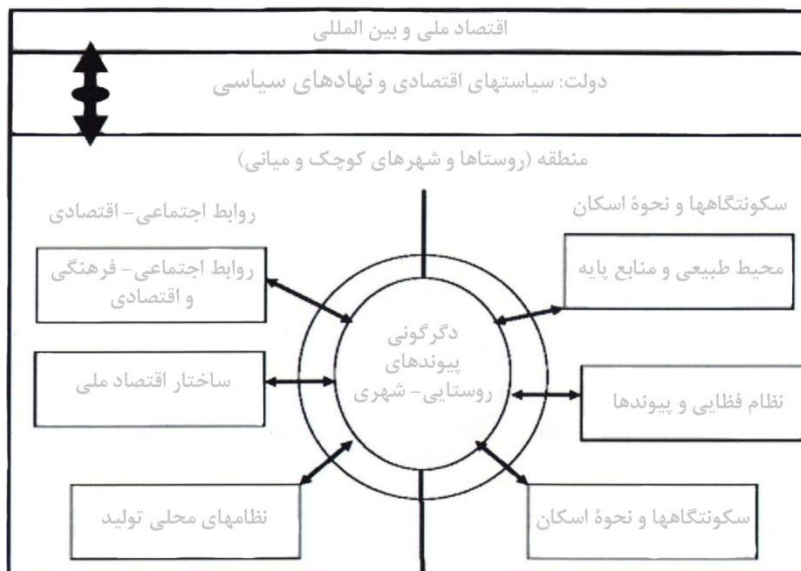 اقتصاد ملی و بین المللی
دولت: سیاستهای اقتصادی و نهادهای سیاسی
منطقه (روستاها و شهرهای کوچک و میانی)
سکونتگاهها و نحوۀ اسکان
محیط طبیعی و منابع پایه
نظام فظایی و پیوندها
سکونتگاهها و نحوۀ اسکان
دگرگونی
پیوندهای
روستایی- شهری
روابط اجتماعی- اقتصادی
روابط اجتماعی- فرهنگی
و اقتصادی
ساختار اقتصاد ملی
نظامهای محلی تولید